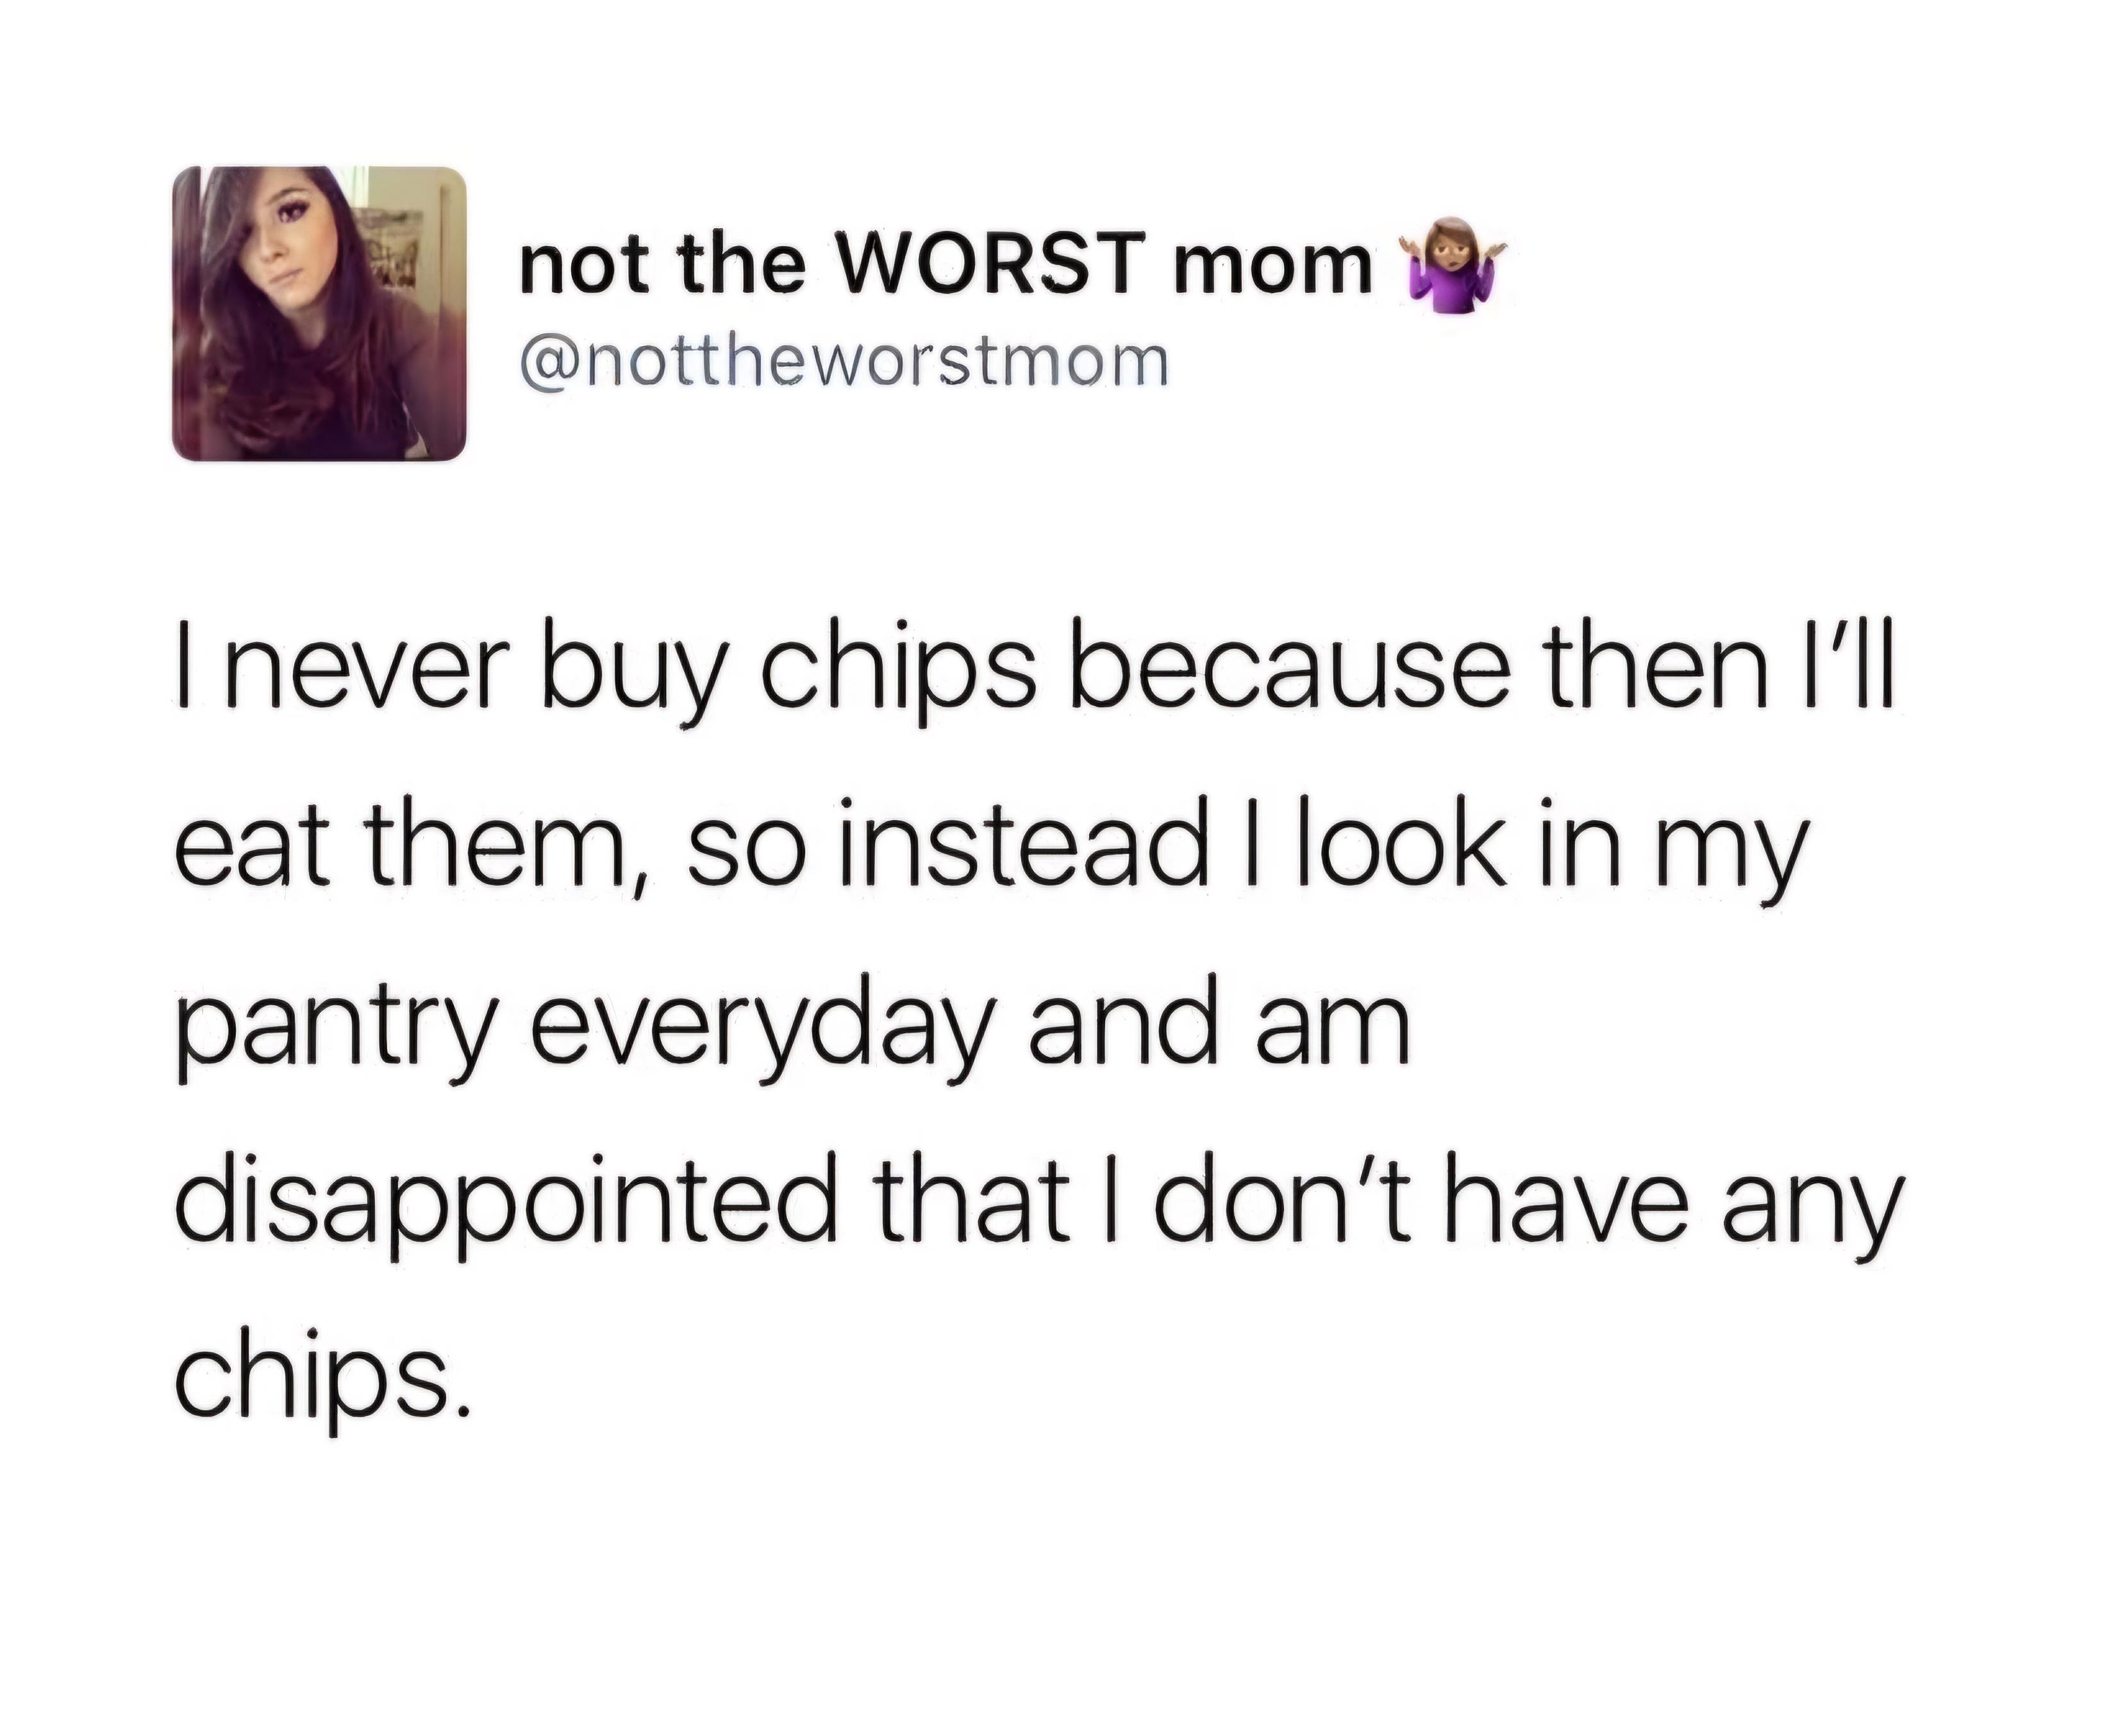 not the WORST mom 🤷🏽‍♀️
@nottheworstmom
I never buy chips because then I’ll
eat them, so instead I look in my
pantry everyday and am
disappointed that I don’t have any
chips.